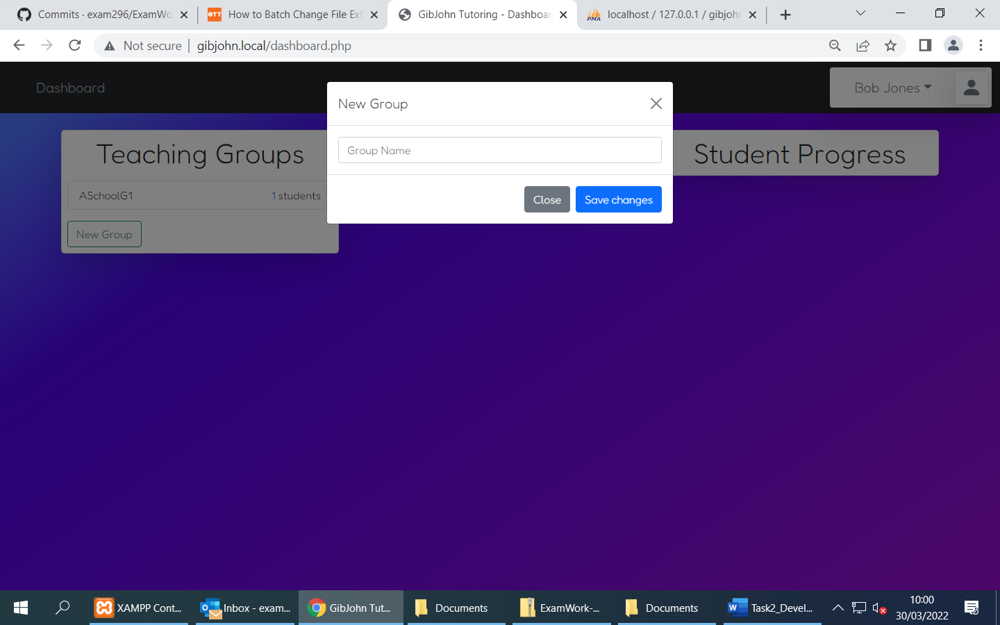 Commits · exam296/ExamWo
How to Batch Change File Ext
GibJohn Tutoring - Dashboar
PMA
localhost / 127.0.0.1 / gibjohn
OTT
Not secure | gibjohn.local/dashboard.php
Dashboard
Bob Jones
New Group
Group Name
Close
Save changes
Teaching Groups
ASchoolG1
1 students
New Group
Student Progress
XAMPP Cont...
Inbox - exam...
GibJohn Tut...
Documents
ExamWork-...
Documents
Task2_Devel...
10:00
30/03/2022